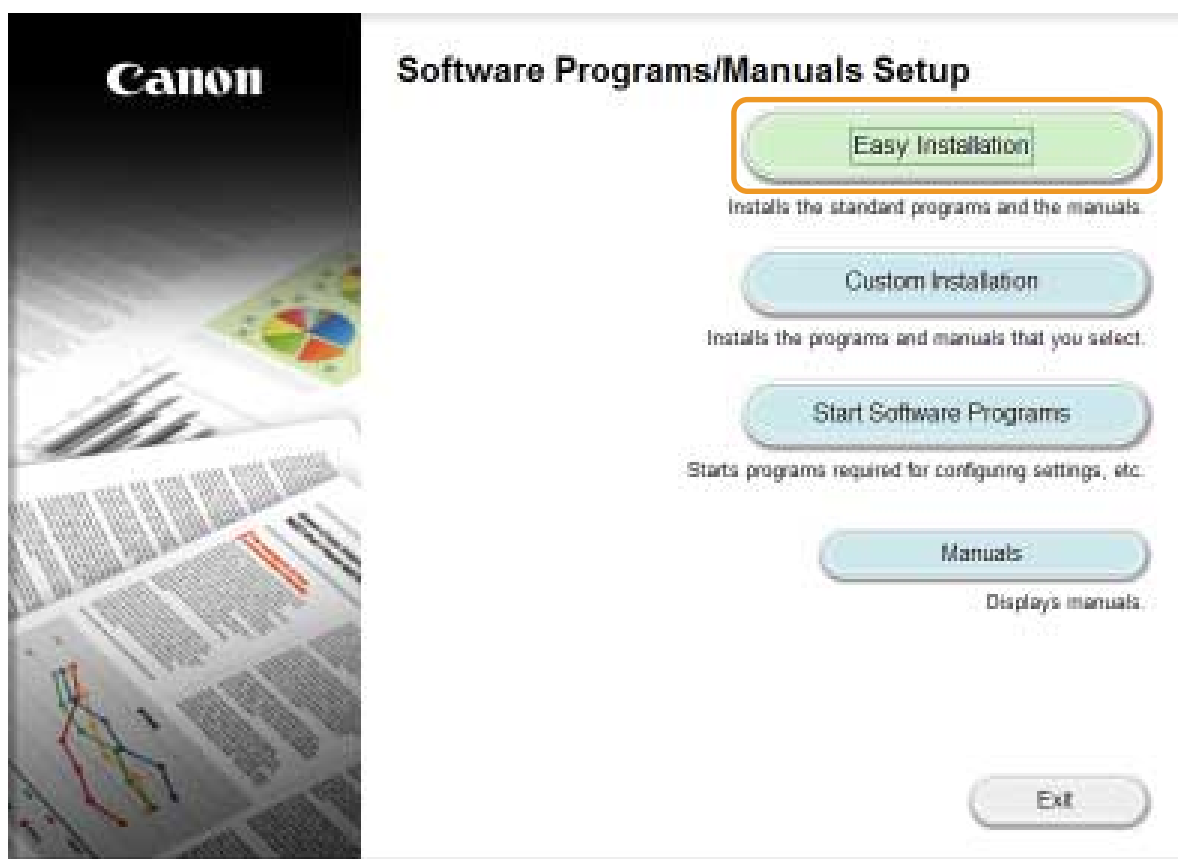 Canon
Software Programs/Manuals Setup
Easy Installation
Installs the standard programs and the manuals.
Custom Installation
Installs the programs and manuals that you select.
Start Software Programs
Starts programs required for configuring settings, etc.
Manuals
Displays manuals.
Exit